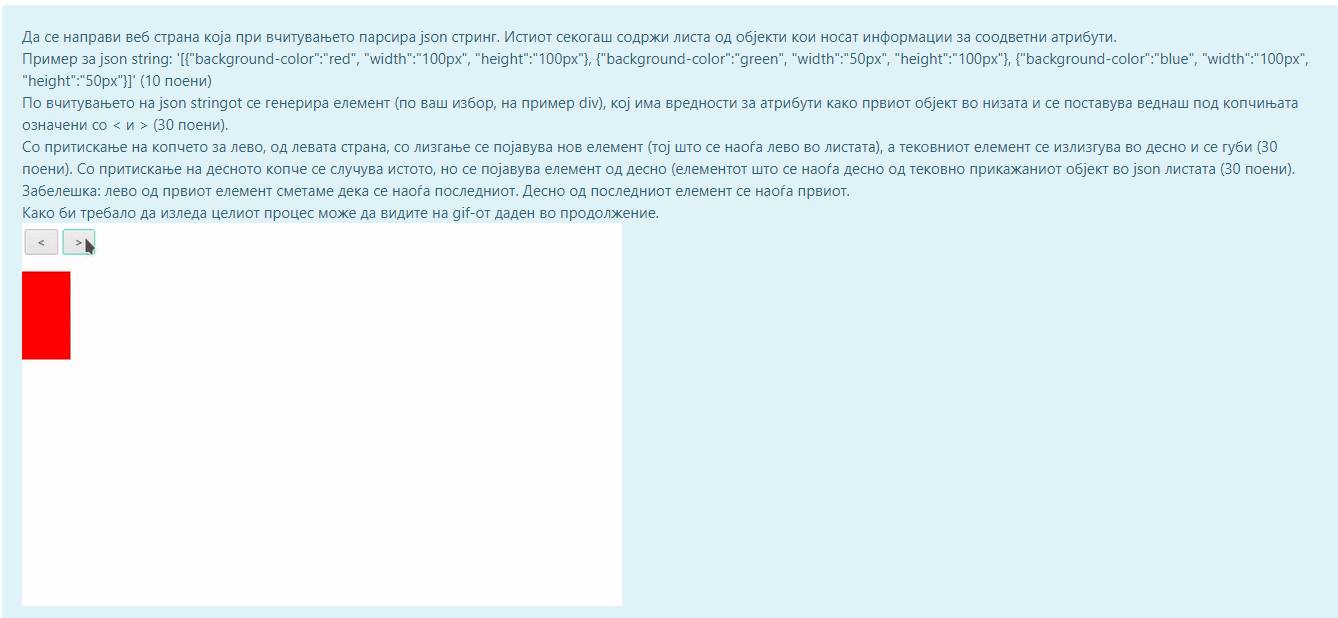 Да се направи веб страна која при вчитувањето парсира json стринг. Истиот секогаш содржи листа од објекти кои носат информации за соодветни атрибути.
Пример за json string: '[{"background-color":"red", "width":"100px", "height":"100px"}, {"background-color":"green", "width":"50px", "height":"100px"}, {"background-color":"blue", "width":"100px",
"height":"50px"}]' (10 поени)
По вчитувањето на json stringot се генерира елемент (по ваш избор, на пример div), кој има вредности за атрибути како првиот објект во низата и се поставува веднаш под копчињата
означени со < и > (30 поени).
Со притискање на копчето за лево, од левата страна, со лизгање се појавува нов елемент (тој што се наоѓа лево во листата), а тековниот елемент се излизгува во десно и се губи (30
поени). Со притискање на десното копче се случува истото, но се појавува елемент од десно (елементот што се наоѓа десно од тековно прикажаниот објект во json листата (30 поени).
Забелешка: лево од првиот елемент сметаме дека се наоѓа последниот. Десно од последниот елемент се наоѓа првиот.
Како би требало да изледа целиот процес може да видите на gif-от даден во продолжение.
< >